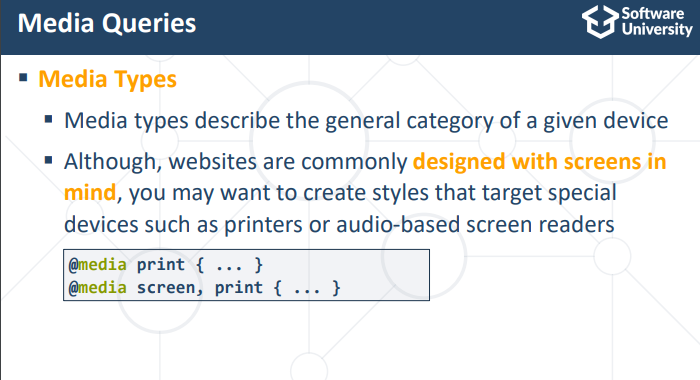 Media Queries
Software
University
▪ Media Types
▪ Media types describe the general category of a given device
▪ Although, websites are commonly designed with screens in
mind, you may want to create styles that target special
devices such as printers or audio-based screen readers
@media print { ... }
@media screen, print { ... }